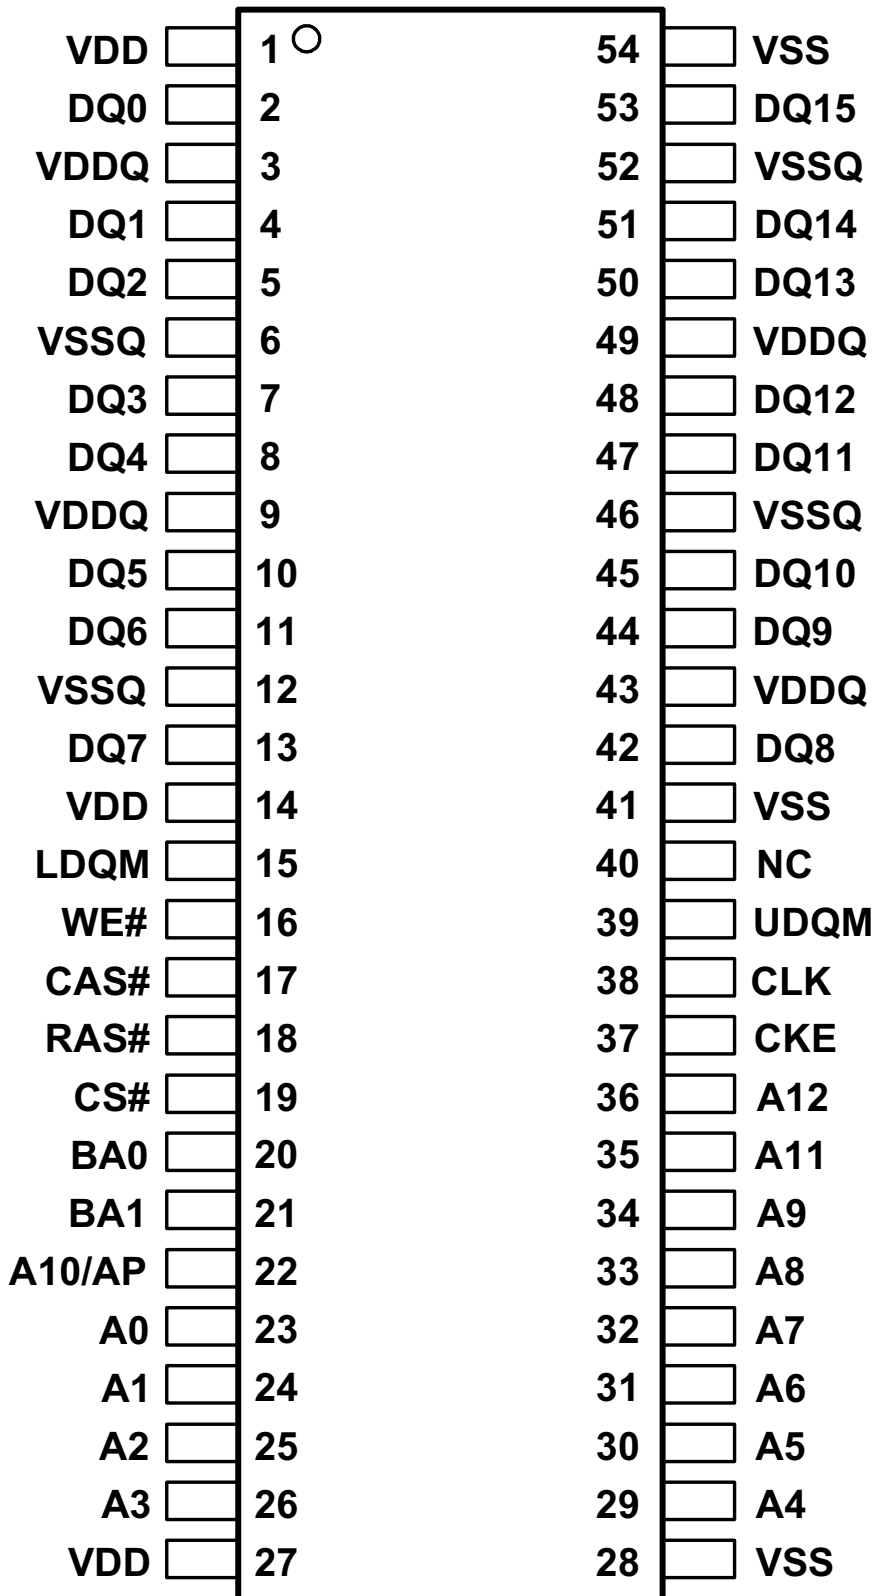 VDD 1 54 VSS
DQ0 2 53 DQ15
VDDQ 3 52 VSSQ
DQ1 4 51 DQ14
DQ2 5 50 DQ13
VSSQ 6 49 VDDQ
DQ3 7 48 DQ12
DQ4 8 47 DQ11
VDDQ 9 46 VSSQ
DQ5 10 45 DQ10
DQ6 11 44 DQ9
VSSQ 12 43 VDDQ
DQ7 13 42 DQ8
VDD 14 41 VSS
LDQM 15 40 NC
WE# 16 39 UDQM
CAS# 17 38 CLK
RAS# 18 37 CKE
CS# 19 36 A12
BA0 20 35 A11
BA1 21 34 A9
A10/AP 22 33 A8
A0 23 32 A7
A1 24 31 A6
A2 25 30 A5
A3 26 29 A4
VDD 27 28 VSS